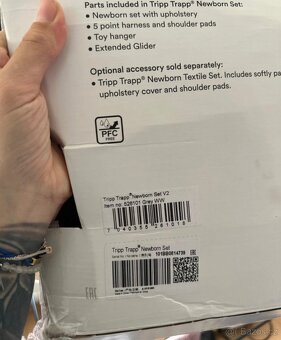 Parts included in Tripp Trapp® Newborn Set:
• Newborn set with upholstery
• 5 point harness and shoulder pads
• Toy hanger
• Extended Glider
Optional accessory sold separately:
• Tripp Trapp® Newborn Textile Set. Includes softly pa
upholstery cover and shoulder pads.
PFC
FREE
Tripp Trapp® Newborn Set V2
Item no: 526101 Grey WW
Tripp Trapp® Newborn Set
EAC